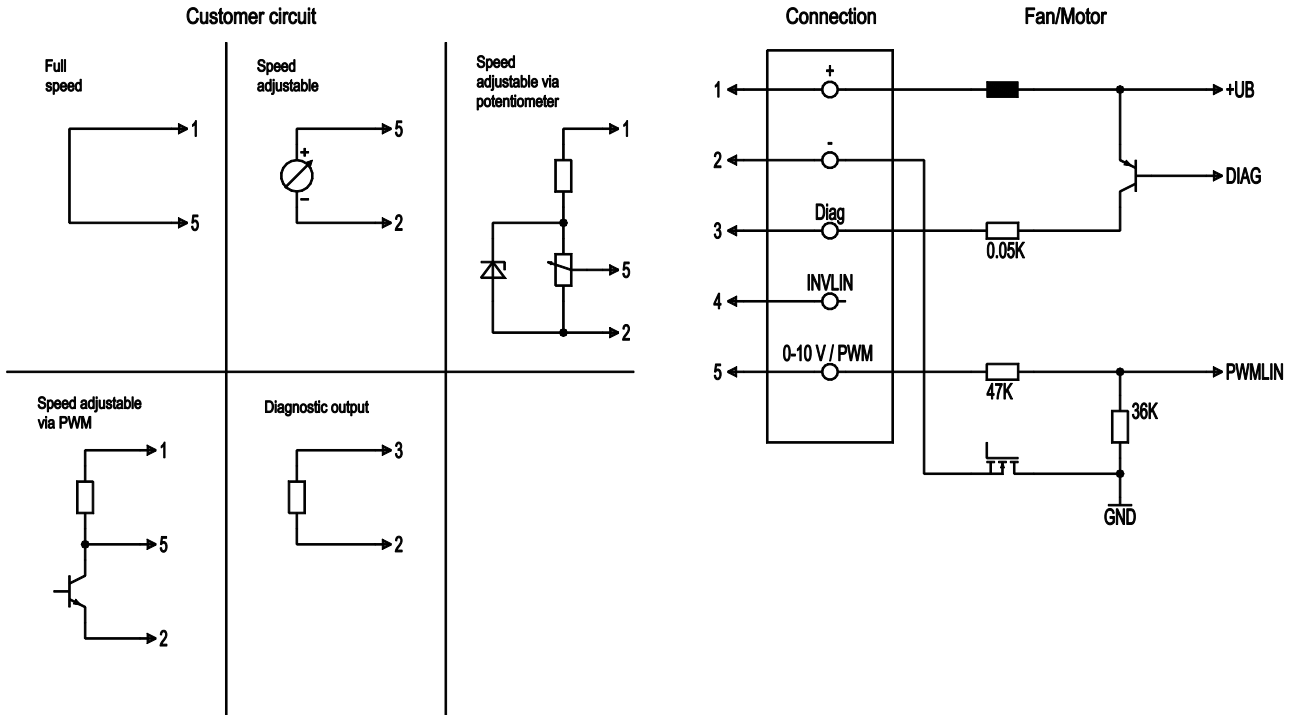 Customer circuit
Full
speed
1
5
Speed
adjustable
+
-
5
2
Speed
adjustable via
potentiometer
1
5
2
Speed adjustable
via PWM
1
5
2
Diagnostic output
3
2
Connection
Fan/Motor
1
+
+UB
2
-
DIAG
3
Diag
0.05K
4
INVLIN
5
0-10 V / PWM
47K
PWMLIN
36K
GND